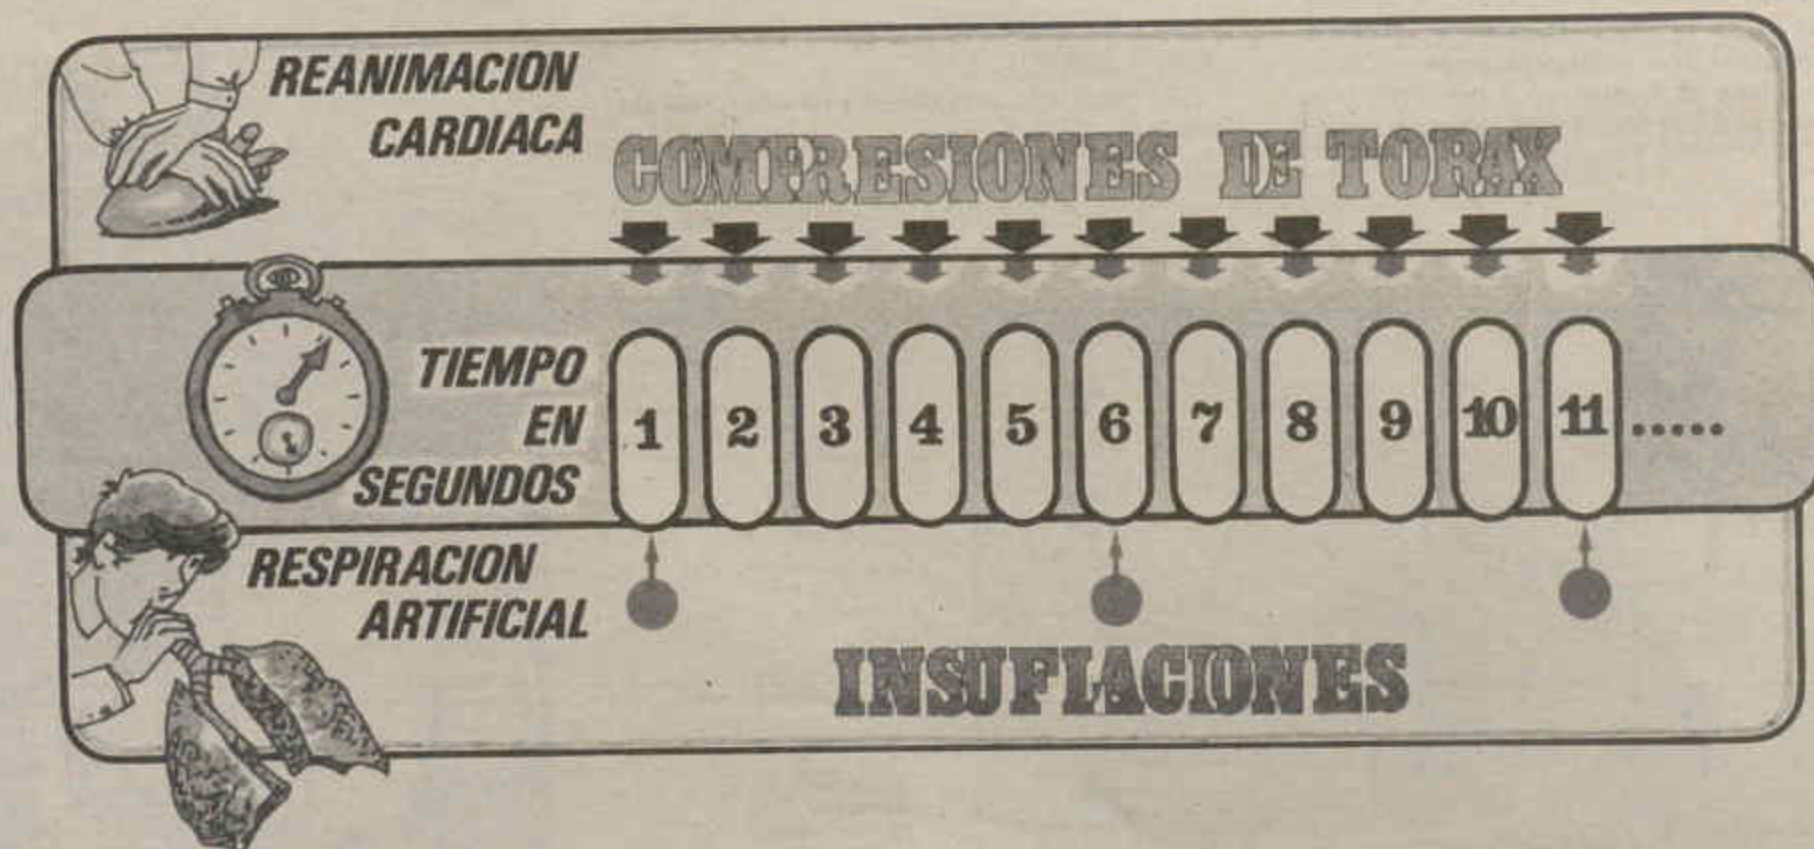 REANIMACION
CARDIACA
COMPRESIONES DE TORAX
TIEMPO
EN
SEGUNDOS
1 2 3 4 5 6 7 8 9 10 11 .....
RESPIRACION
ARTIFICIAL
INSUFLACIONES